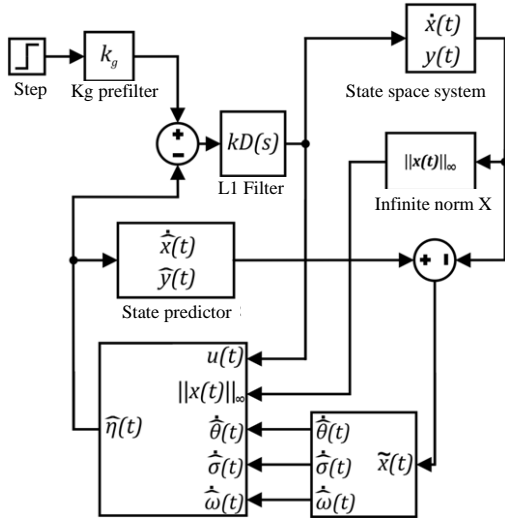 k_g
Step
Kg prefilter
ẋ(t)
y(t)
State space system
+
−
kD(s)
L1 Filter
||x(t)||∞
Infinite norm X
x̂̇(t)
ŷ(t)
State predictor
+ −
u(t)
||x(t)||∞
η̂(t)
θ̂̇(t)
σ̂̇(t)
ω̂̇(t)
θ̂̇(t)
σ̂̇(t)
ω̂̇(t)
x̃(t)